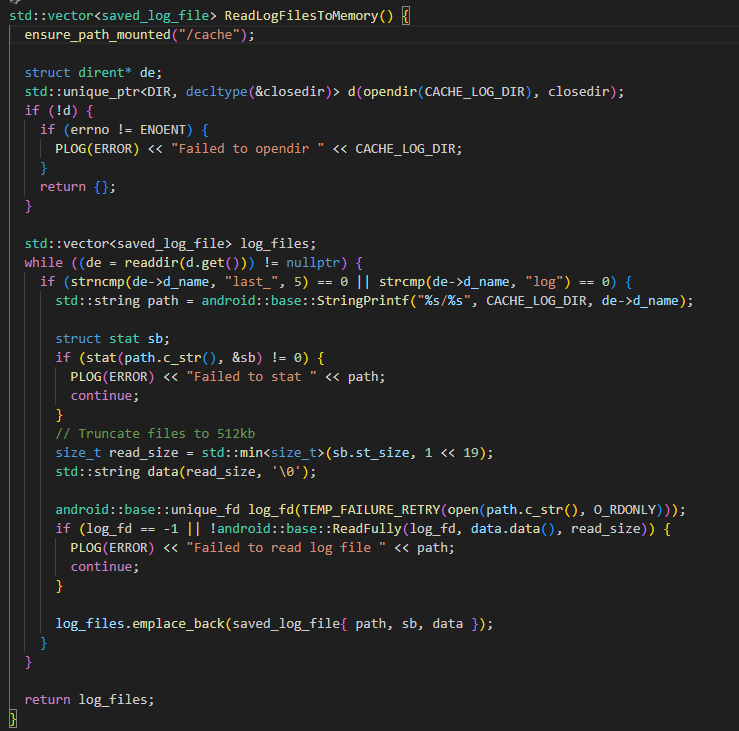 std::vector<saved_log_file> ReadLogFilesToMemory() {
  ensure_path_mounted("/cache");

  struct dirent* de;
  std::unique_ptr<DIR, decltype(&closedir)> d(opendir(CACHE_LOG_DIR), closedir);
  if (!d) {
    if (errno != ENOENT) {
      PLOG(ERROR) << "Failed to opendir " << CACHE_LOG_DIR;
    }
    return {};
  }

  std::vector<saved_log_file> log_files;
  while ((de = readdir(d.get())) != nullptr) {
    if (strncmp(de->d_name, "last_", 5) == 0 || strcmp(de->d_name, "log") == 0) {
      std::string path = android::base::StringPrintf("%s/%s", CACHE_LOG_DIR, de->d_name);

      struct stat sb;
      if (stat(path.c_str(), &sb) != 0) {
        PLOG(ERROR) << "Failed to stat " << path;
        continue;
      }
      // Truncate files to 512kb
      size_t read_size = std::min<size_t>(sb.st_size, 1 << 19);
      std::string data(read_size, '\0');

      android::base::unique_fd log_fd(TEMP_FAILURE_RETRY(open(path.c_str(), O_RDONLY)));
      if (log_fd == -1 || !android::base::ReadFully(log_fd, data.data(), read_size)) {
        PLOG(ERROR) << "Failed to read log file " << path;
        continue;
      }

      log_files.emplace_back(saved_log_file{ path, sb, data });
    }
  }

  return log_files;
}